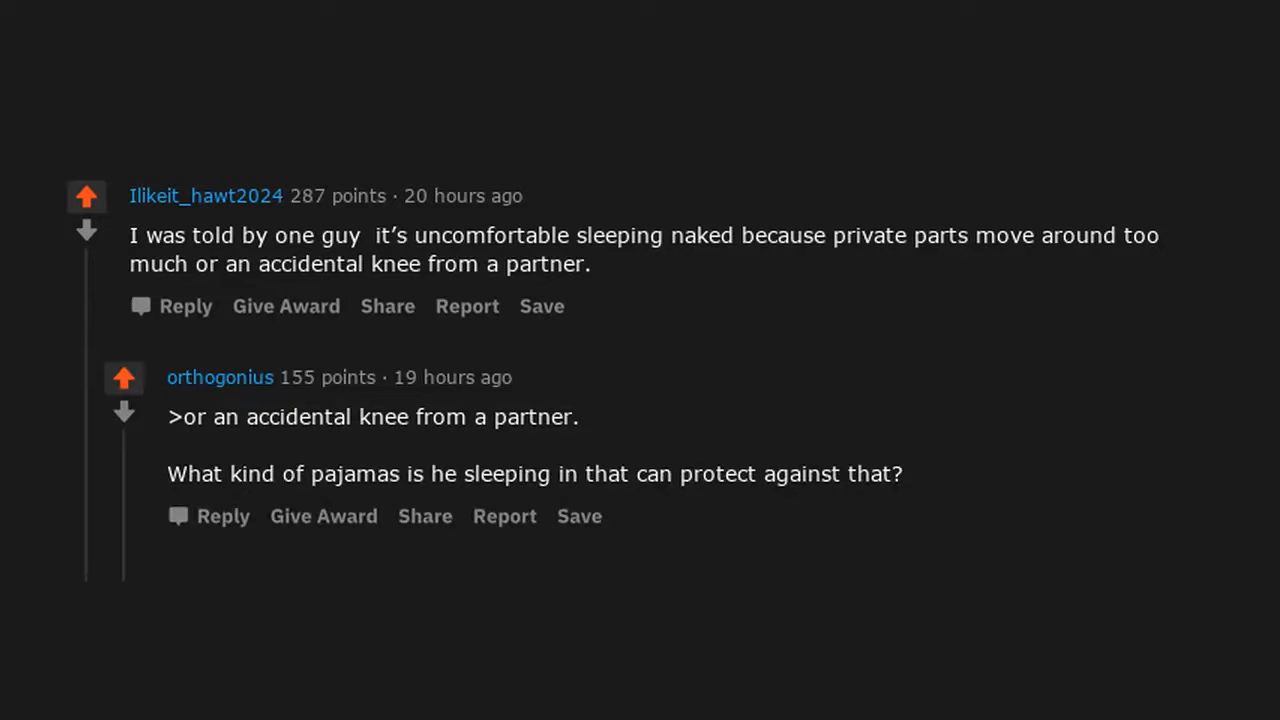 Ilikeit_hawt2024 287 points · 20 hours ago
I was told by one guy  it’s uncomfortable sleeping naked because private parts move around too
much or an accidental knee from a partner.
Reply Give Award Share Report Save
orthogonius 155 points · 19 hours ago
>or an accidental knee from a partner.
What kind of pajamas is he sleeping in that can protect against that?
Reply Give Award Share Report Save